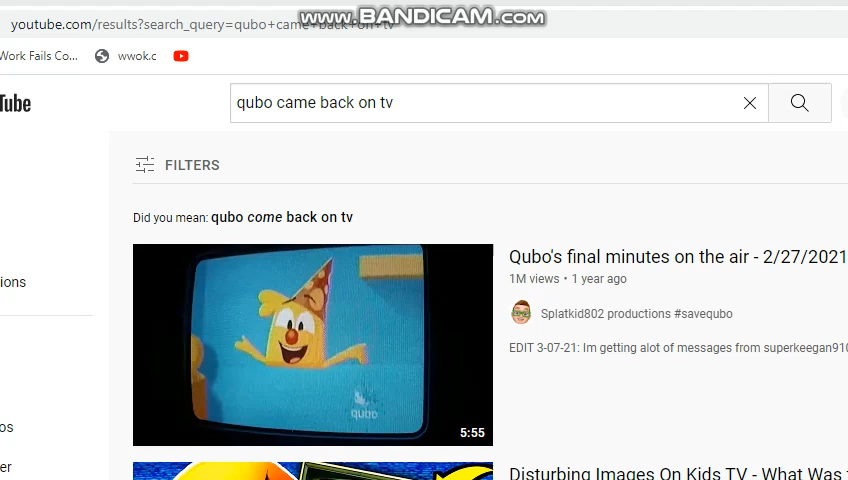 www.BANDICAM.com
youtube.com/results?search_query=qubo+came+back+on+tv
Work Fails Co... wwok.c
Tube
qubo came back on tv
FILTERS
Did you mean: qubo come back on tv
Qubo's final minutes on the air - 2/27/2021
1M views • 1 year ago
Splatkid802 productions #savequbo
EDIT 3-07-21: Im getting alot of messages from superkeegan910
qubo
5:55
ions
os
er
Disturbing Images On Kids TV - What Was